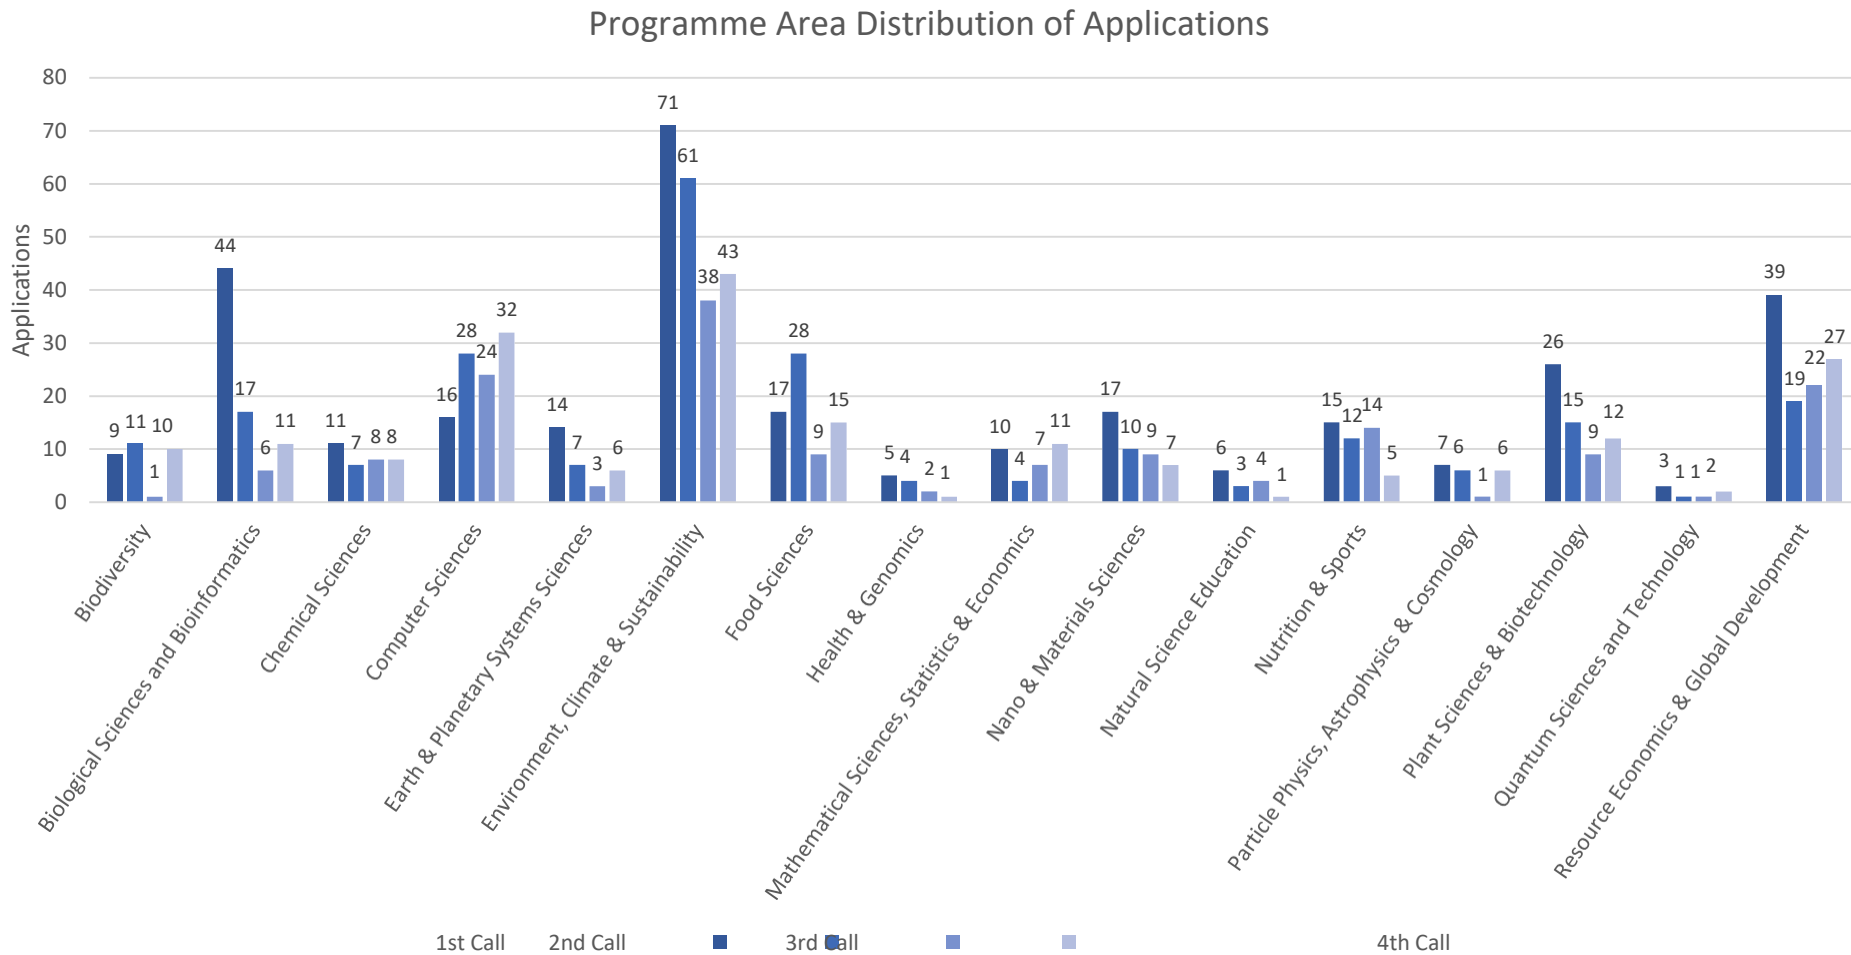 Programme Area Distribution of Applications
Applications
80
70
60
50
40
30
20
10
0
9 11 1 10
44 17 6 11
11 7 8 8
16 28 24 32
14 7 3 6
71 61 38 43
17 28 9 15
5 4 2 1
10 4 7 11
17 10 9 7
6 3 4 1
15 12 14 5
7 6 1 6
26 15 9 12
3 1 1 2
39 19 22 27
Biodiversity
Biological Sciences and Bioinformatics
Chemical Sciences
Computer Sciences
Earth & Planetary Systems Sciences
Environment, Climate & Sustainability
Food Sciences
Health & Genomics
Mathematical Sciences, Statistics & Economics
Nano & Materials Sciences
Natural Science Education
Nutrition & Sports
Particle Physics, Astrophysics & Cosmology
Plant Sciences & Biotechnology
Quantum Sciences and Technology
Resource Economics & Global Development
1st Call 2nd Call 3rd Call 4th Call